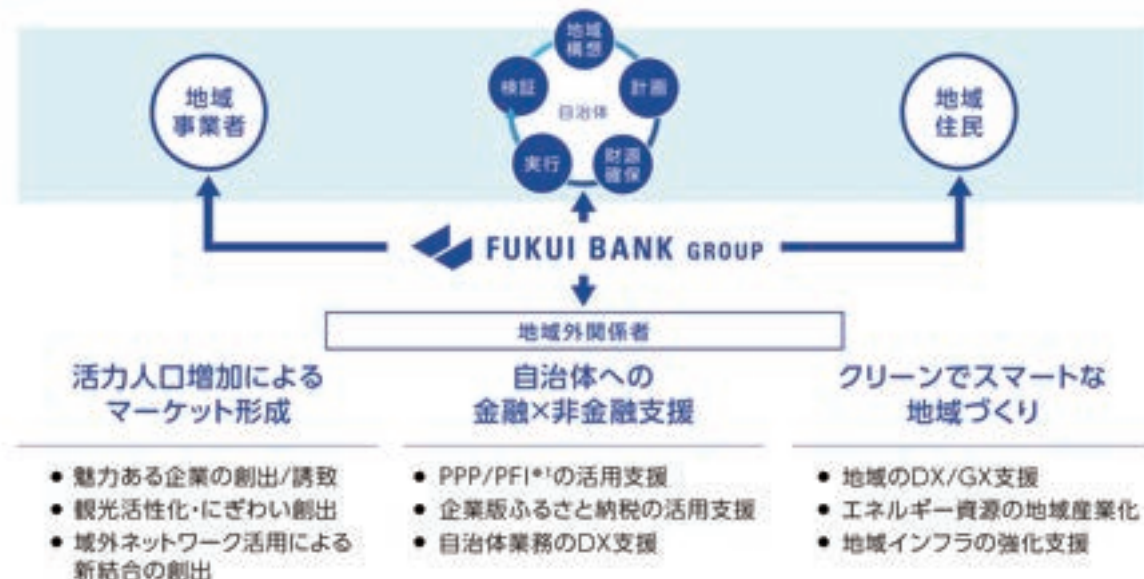 地域
構想
検証
計画
自治体
実行
財源
確保
地域
事業者
地域
住民
FUKUI BANK GROUP
地域外関係者
活力人口増加による
マーケット形成
● 魅力ある企業の創出/誘致
● 観光活性化・にぎわい創出
● 域外ネットワーク活用による
新結合の創出
自治体への
金融×非金融支援
● PPP/PFI*1の活用支援
● 企業版ふるさと納税の活用支援
● 自治体業務のDX支援
クリーンでスマートな
地域づくり
● 地域のDX/GX支援
● エネルギー資源の地域産業化
● 地域インフラの強化支援